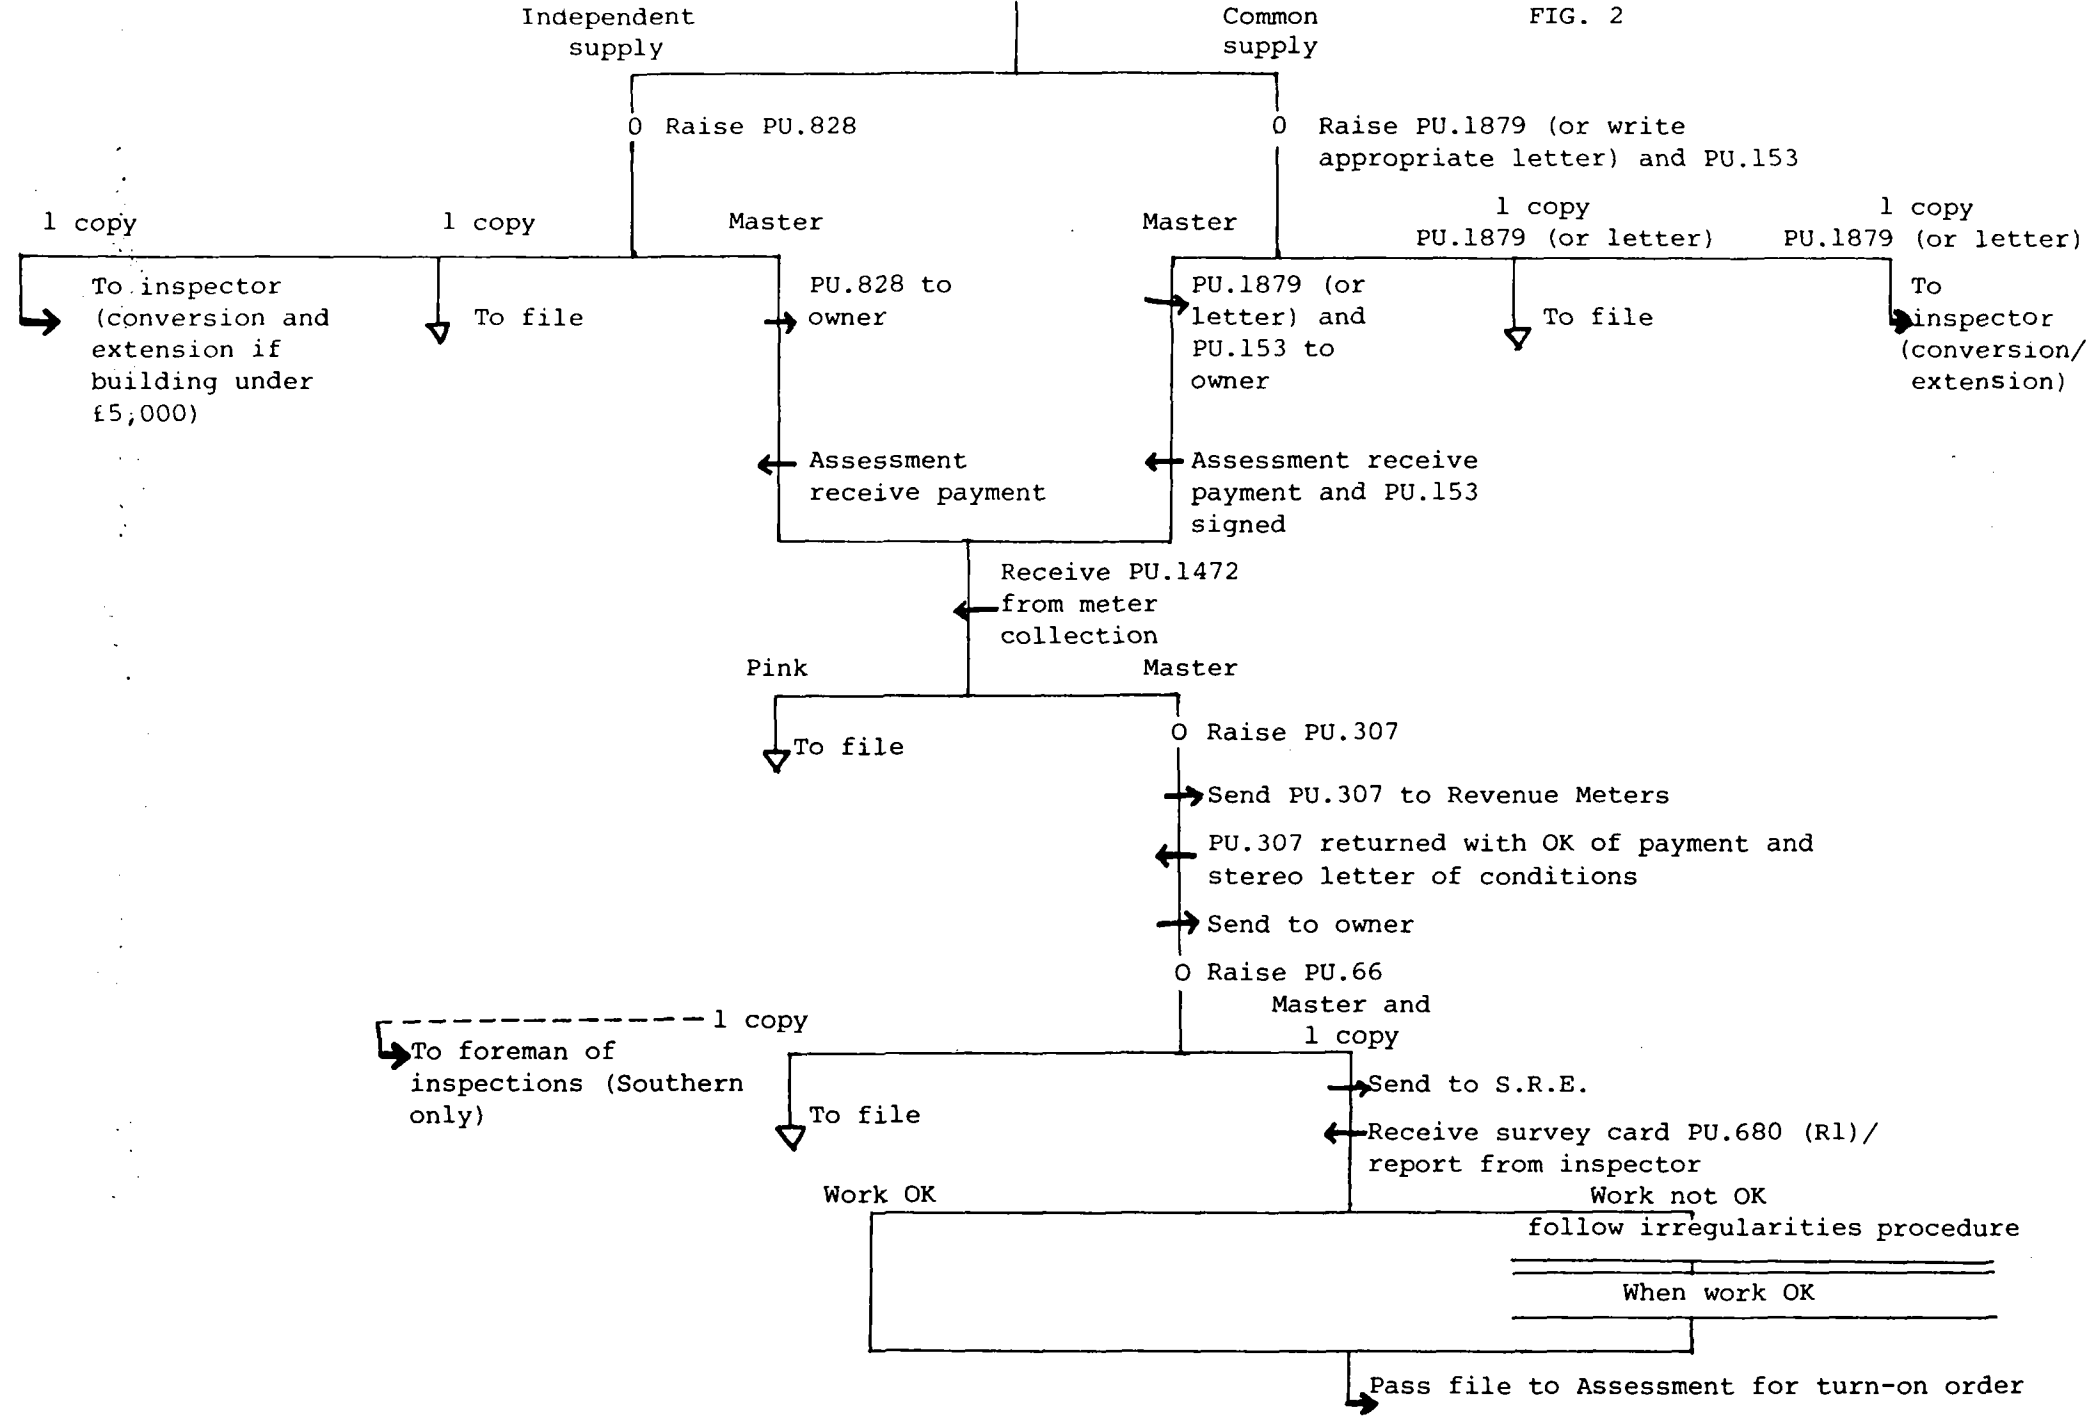 Independent
supply
Common
supply
FIG. 2
O Raise PU.828
O Raise PU.1879 (or write
appropriate letter) and PU.153
1 copy
1 copy
Master
Master
1 copy
PU.1879 (or letter)
1 copy
PU.1879 (or letter)
To inspector
(conversion and
extension if
building under
£5,000)
To file
PU.828 to
owner
PU.1879 (or
letter) and
PU.153 to
owner
To file
To
inspector
(conversion/
extension)
Assessment
receive payment
Assessment receive
payment and PU.153
signed
Receive PU.1472
from meter
collection
Pink
Master
To file
O Raise PU.307
Send PU.307 to Revenue Meters
PU.307 returned with OK of payment and
stereo letter of conditions
Send to owner
O Raise PU.66
Master and
1 copy
1 copy
To foreman of
inspections (Southern
only)
To file
Send to S.R.E.
Receive survey card PU.680 (R1)/
report from inspector
Work OK
Work not OK
follow irregularities procedure
When work OK
Pass file to Assessment for turn-on order